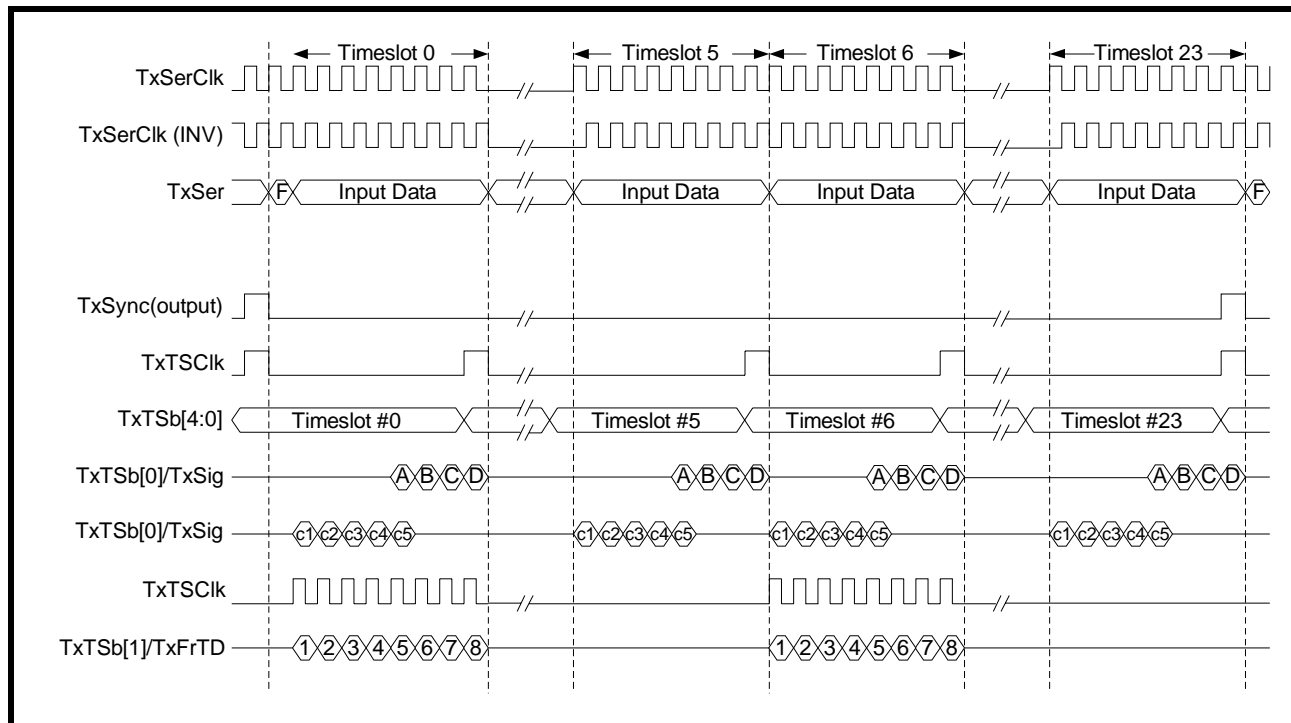 Timeslot 0 Timeslot 5 Timeslot 6 Timeslot 23
TxSerClk
TxSerClk (INV)
TxSer F Input Data Input Data Input Data Input Data F
TxSync(output)
TxTSClk
TxTSb[4:0] Timeslot #0 Timeslot #5 Timeslot #6 Timeslot #23
TxTSb[0]/TxSig A B C D A B C D A B C D A B C D
TxTSb[0]/TxSig c1 c2 c3 c4 c5 c1 c2 c3 c4 c5 c1 c2 c3 c4 c5 c1 c2 c3 c4 c5
TxTSClk
TxTSb[1]/TxFrTD 1 2 3 4 5 6 7 8 1 2 3 4 5 6 7 8